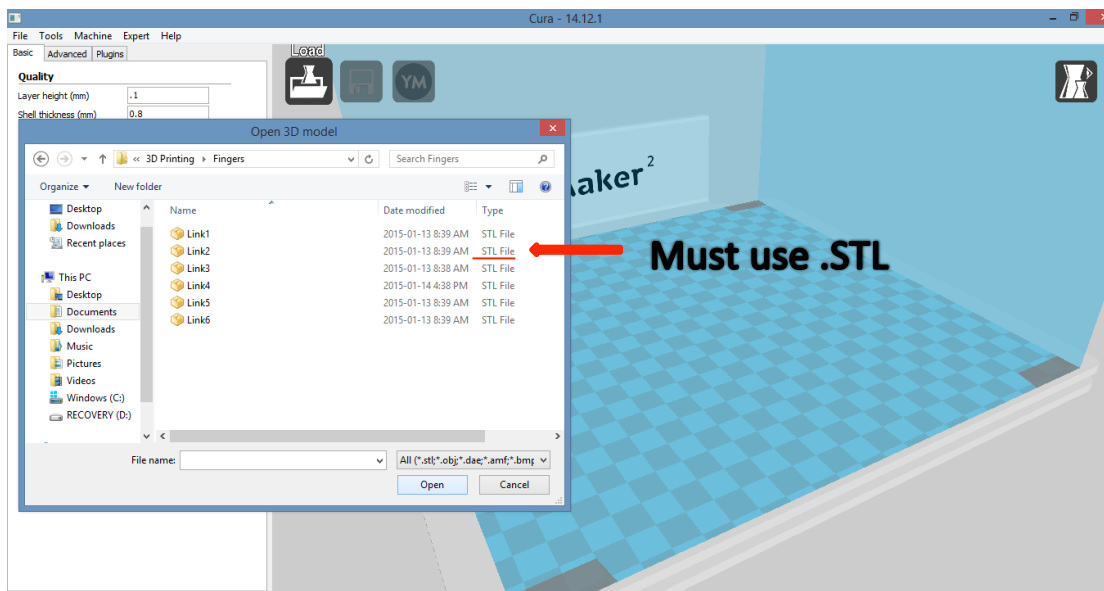 Cura - 14.12.1
File Tools Machine Expert Help
Basic Advanced Plugins
Load
YM
Quality
Layer height (mm) .1
Shell thickness (mm) 0.8
Open 3D model
« 3D Printing Fingers
Search Fingers
Organize New folder
Name Date modified Type
Desktop
Downloads
Recent places
This PC
Desktop
Documents
Downloads
Music
Pictures
Videos
Windows (C:)
RECOVERY (D:)
Link1 2015-01-13 8:39 AM STL File
Link2 2015-01-13 8:39 AM STL File
Link3 2015-01-13 8:38 AM STL File
Link4 2015-01-14 4:38 PM STL File
Link5 2015-01-13 8:39 AM STL File
Link6 2015-01-13 8:39 AM STL File
File name: All (*.stl;*.obj;*.dae;*.amf;*.bmp
Open Cancel
aker²
Must use .STL